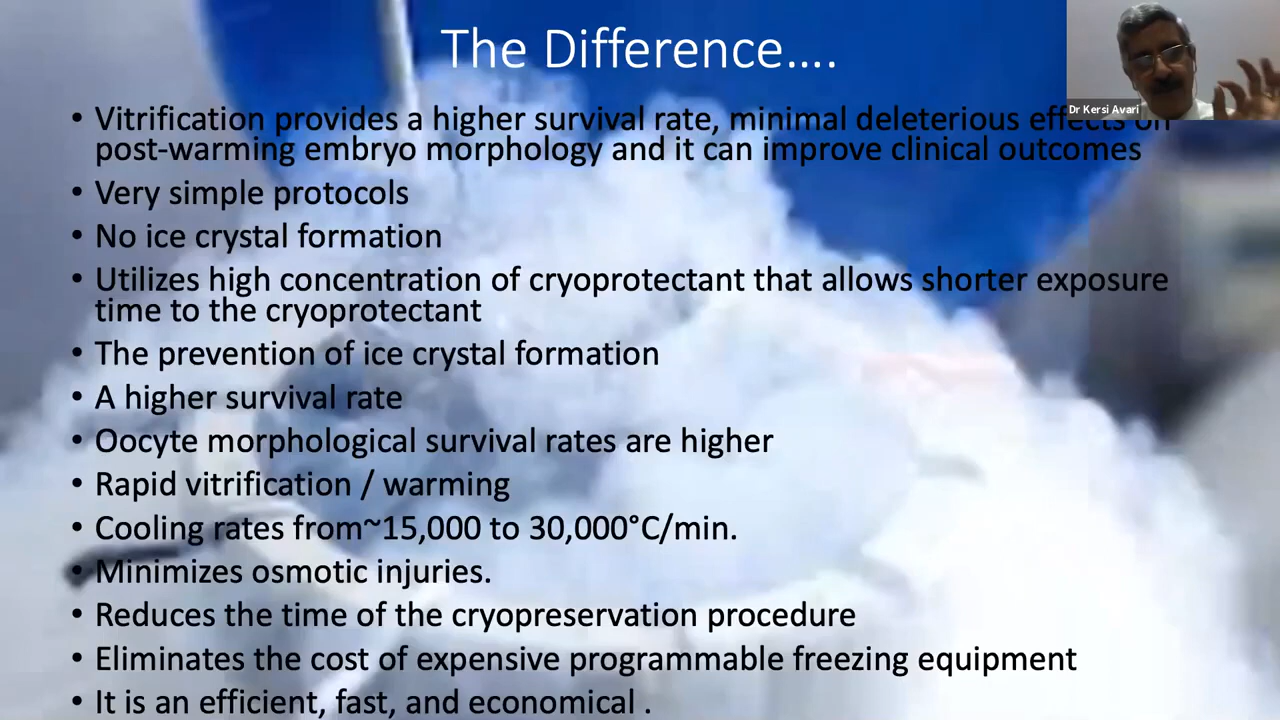 The Difference....
Dr Kersi Avari
• Vitrification provides a higher survival rate, minimal deleterious effects on
post-warming embryo morphology and it can improve clinical outcomes
• Very simple protocols
• No ice crystal formation
• Utilizes high concentration of cryoprotectant that allows shorter exposure
time to the cryoprotectant
• The prevention of ice crystal formation
• A higher survival rate
• Oocyte morphological survival rates are higher
• Rapid vitrification / warming
• Cooling rates from~15,000 to 30,000°C/min.
• Minimizes osmotic injuries.
• Reduces the time of the cryopreservation procedure
• Eliminates the cost of expensive programmable freezing equipment
• It is an efficient, fast, and economical .